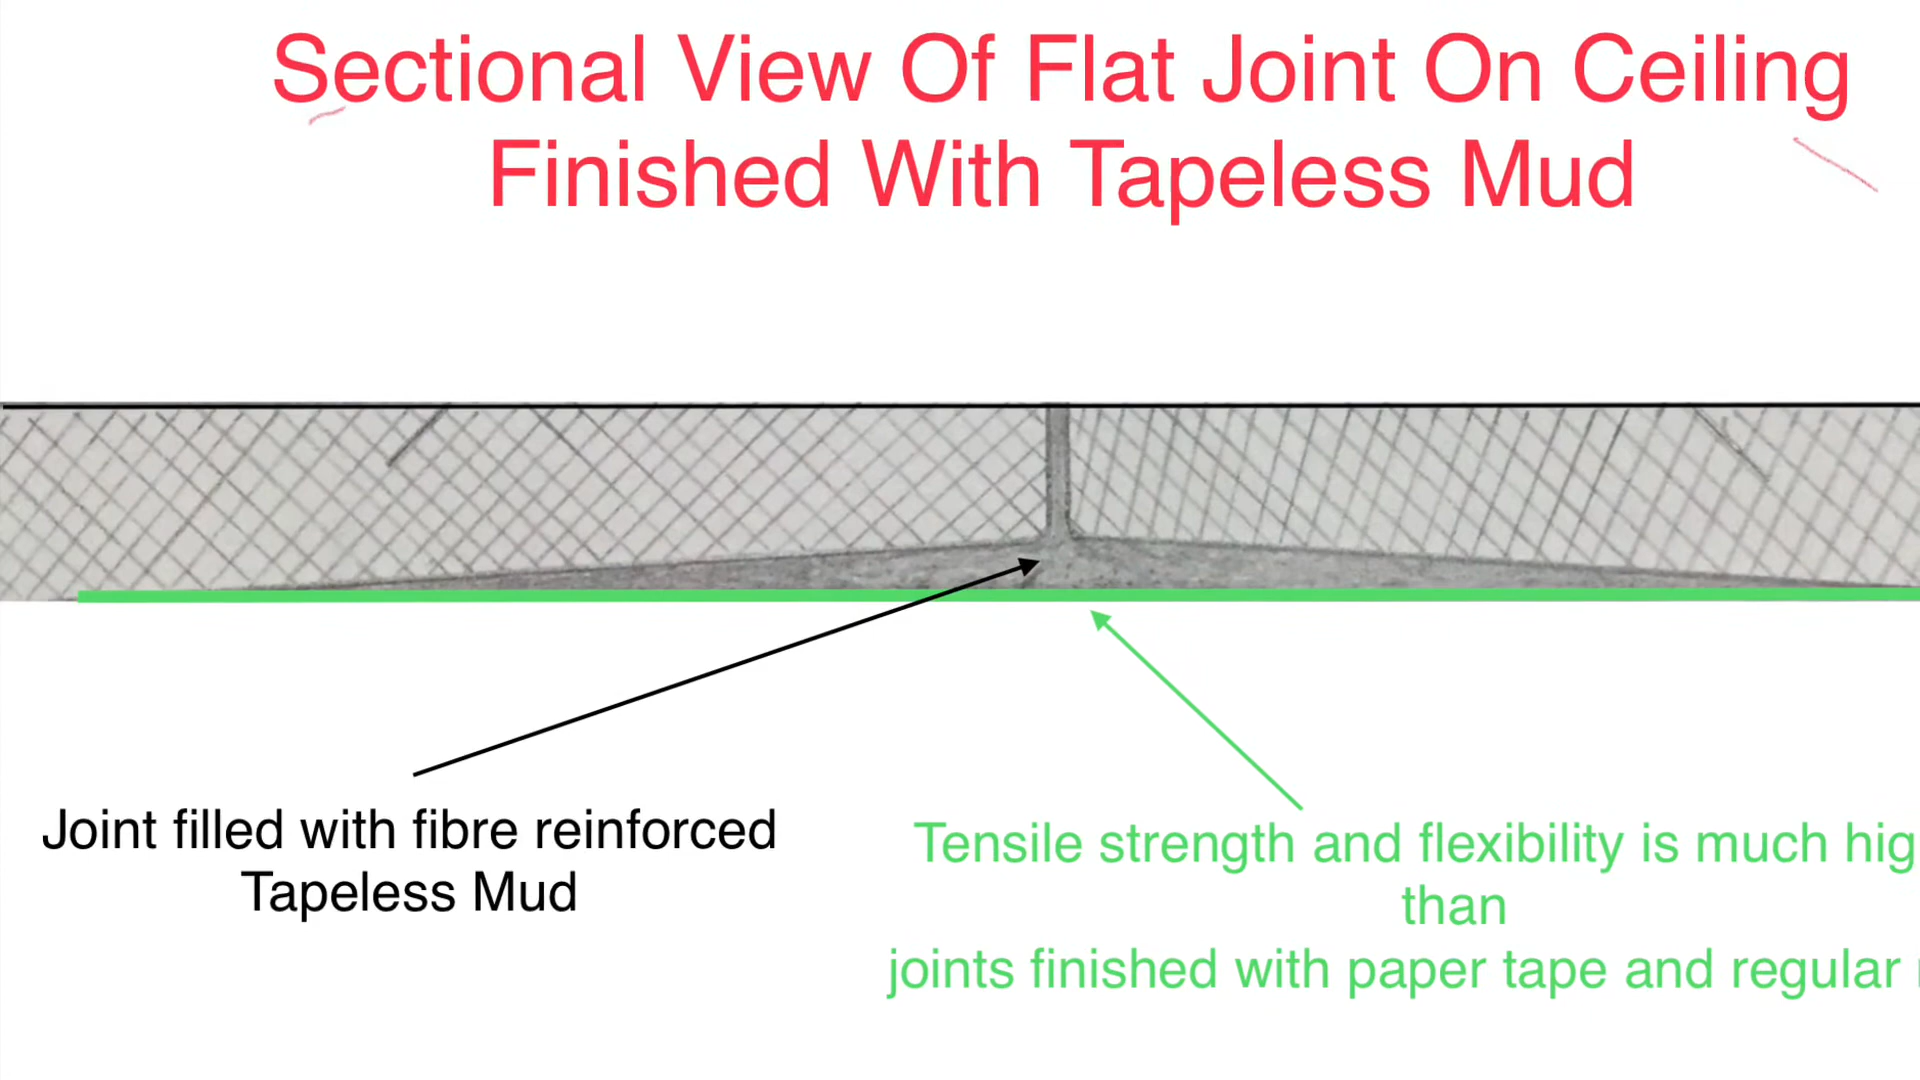 Sectional View Of Flat Joint On Ceiling
Finished With Tapeless Mud
Joint filled with fibre reinforced
Tapeless Mud
Tensile strength and flexibility is much hig
than
joints finished with paper tape and regular